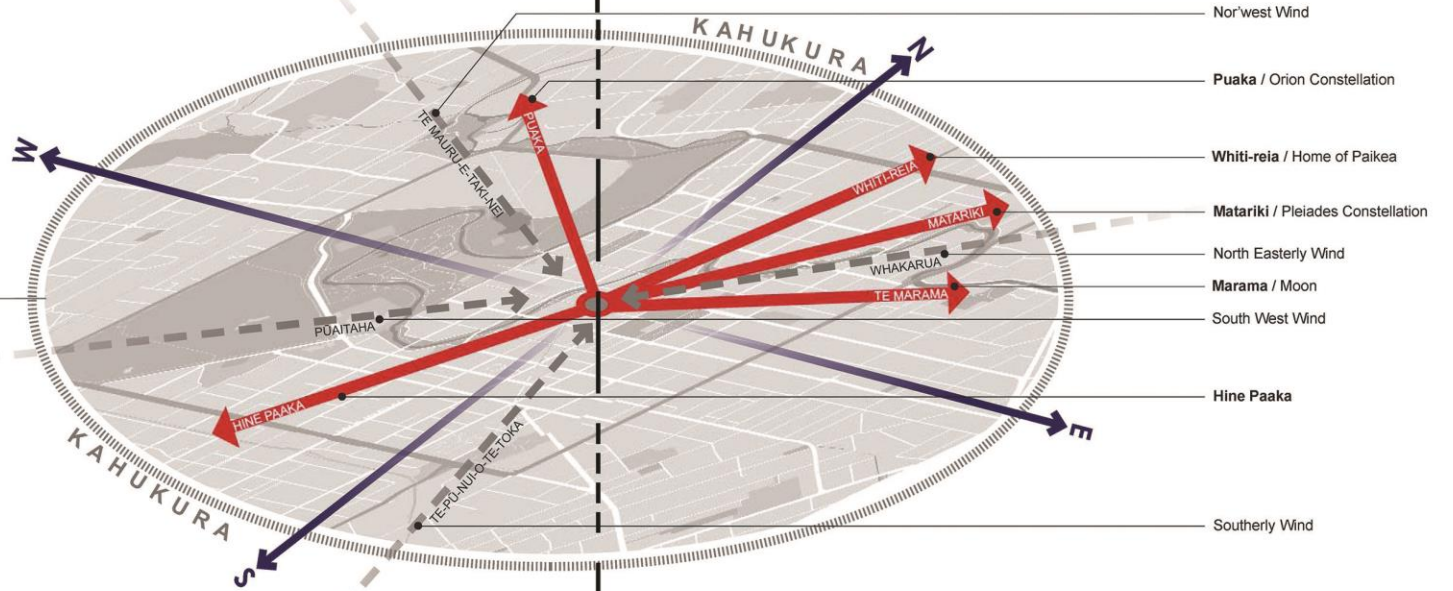 KAHUKURA
N
W
S
E
KAHUKURA
TE MAURU-E-TAKI-NEI
PUAKA
WHITI-REIA
MATARIKI
WHAKARUA
TE MARAMA
PŪAITAHA
HINE PAAKA
TE-PŪ-NUI-O-TE-TOKA
Nor'west Wind
Puaka / Orion Constellation
Whiti-reia / Home of Paikea
Matariki / Pleiades Constellation
North Easterly Wind
Marama / Moon
South West Wind
Hine Paaka
Southerly Wind